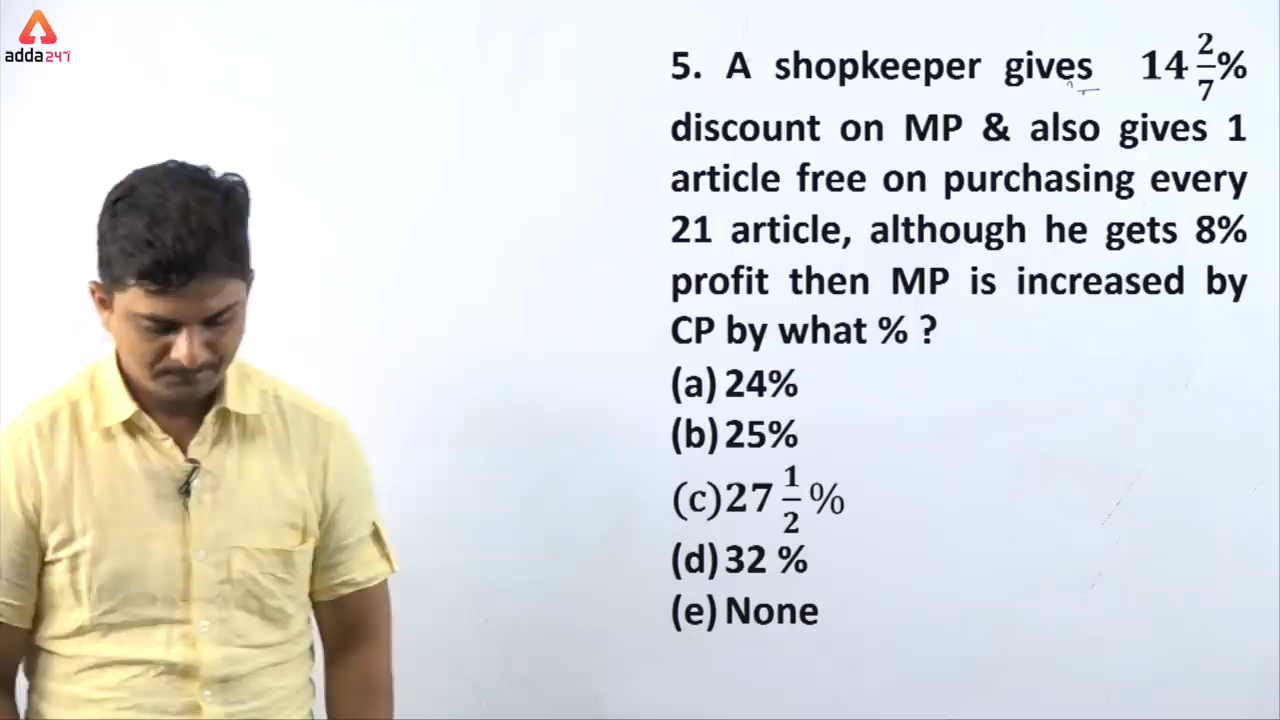 adda247
5. A shopkeeper gives 14 2/7%
discount on MP & also gives 1
article free on purchasing every
21 article, although he gets 8%
profit then MP is increased by
CP by what % ?
(a) 24%
(b) 25%
(c) 27 1/2 %
(d) 32 %
(e) None